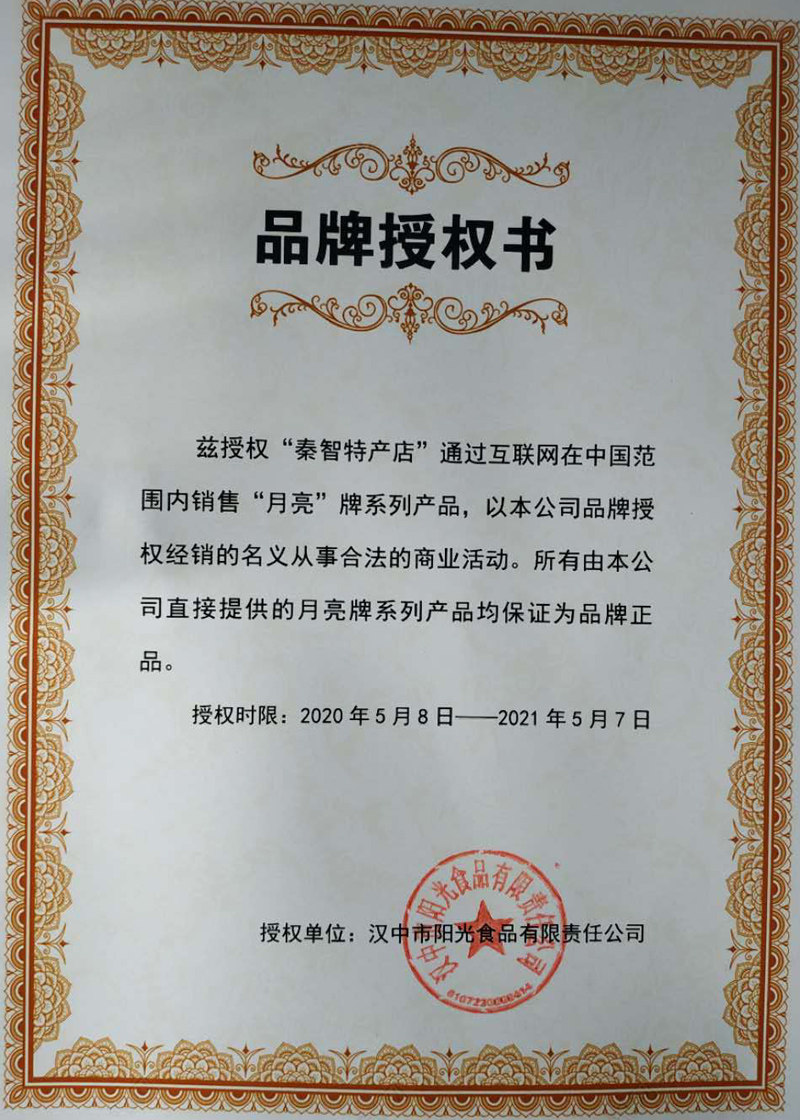 品牌授权书
兹授权“秦智特产店”通过互联网在中国范
围内销售“月亮”牌系列产品，以本公司品牌授
权经销的名义从事合法的商业活动。所有由本公
司直接提供的月亮牌系列产品均保证为品牌正
品。
授权时限：2020年5月8日——2021年5月7日
授权单位：汉中市阳光食品有限责任公司
汉中市阳光食品有限责任公司